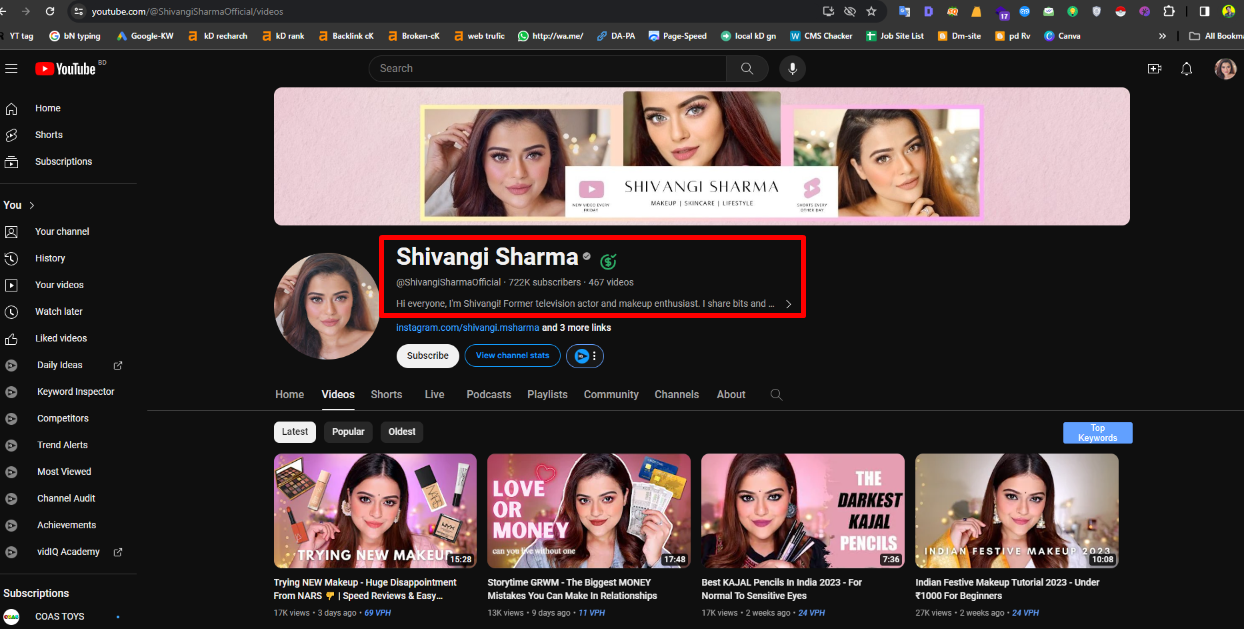 youtube.com/@ShivangiSharmaOfficial/videos
17
YT tag
bN typing
Google-KW
kD recharch
kD rank
Backlink cK
Broken-cK
web trufic
http://wa.me/
DA-PA
Page-Speed
local kD gn
CMS Chacker
Job Site List
Dm-site
pd Rv
Canva
»
All Bookma
YouTube BD
Search
Home
Shorts
Subscriptions
You
Your channel
History
Your videos
Watch later
Liked videos
Daily Ideas
Keyword Inspector
Competitors
Trend Alerts
Most Viewed
Channel Audit
Achievements
vidIQ Academy
Subscriptions
COAS TOYS
SHIVANGI SHARMA
MAKEUP | SKINCARE | LIFESTYLE
NEW VIDEO EVERY
FRIDAY
SHORTS EVERY
OTHER DAY
Shivangi Sharma
@ShivangiSharmaOfficial · 722K subscribers · 467 videos
Hi everyone, I'm Shivangi! Former television actor and makeup enthusiast. I share bits and ...
instagram.com/shivangi.msharma and 3 more links
Subscribe
View channel stats
Home
Videos
Shorts
Live
Podcasts
Playlists
Community
Channels
About
Latest
Popular
Oldest
Top
Keywords
TRYING NEW MAKEUP
15:28
Trying NEW Makeup - Huge Disappointment
From NARS 👎 | Speed Reviews & Easy...
17K views · 3 days ago · 69 VPH
LOVE
OR
MONEY
can you live without one
17:48
Storytime GRWM - The Biggest MONEY
Mistakes You Can Make In Relationships
13K views · 9 days ago · 11 VPH
THE
DARKEST
KAJAL
PENCILS
7:36
Best KAJAL Pencils In India 2023 - For
Normal To Sensitive Eyes
17K views · 2 weeks ago · 24 VPH
INDIAN FESTIVE MAKEUP 2023
10:08
Indian Festive Makeup Tutorial 2023 - Under
₹1000 For Beginners
27K views · 2 weeks ago · 24 VPH